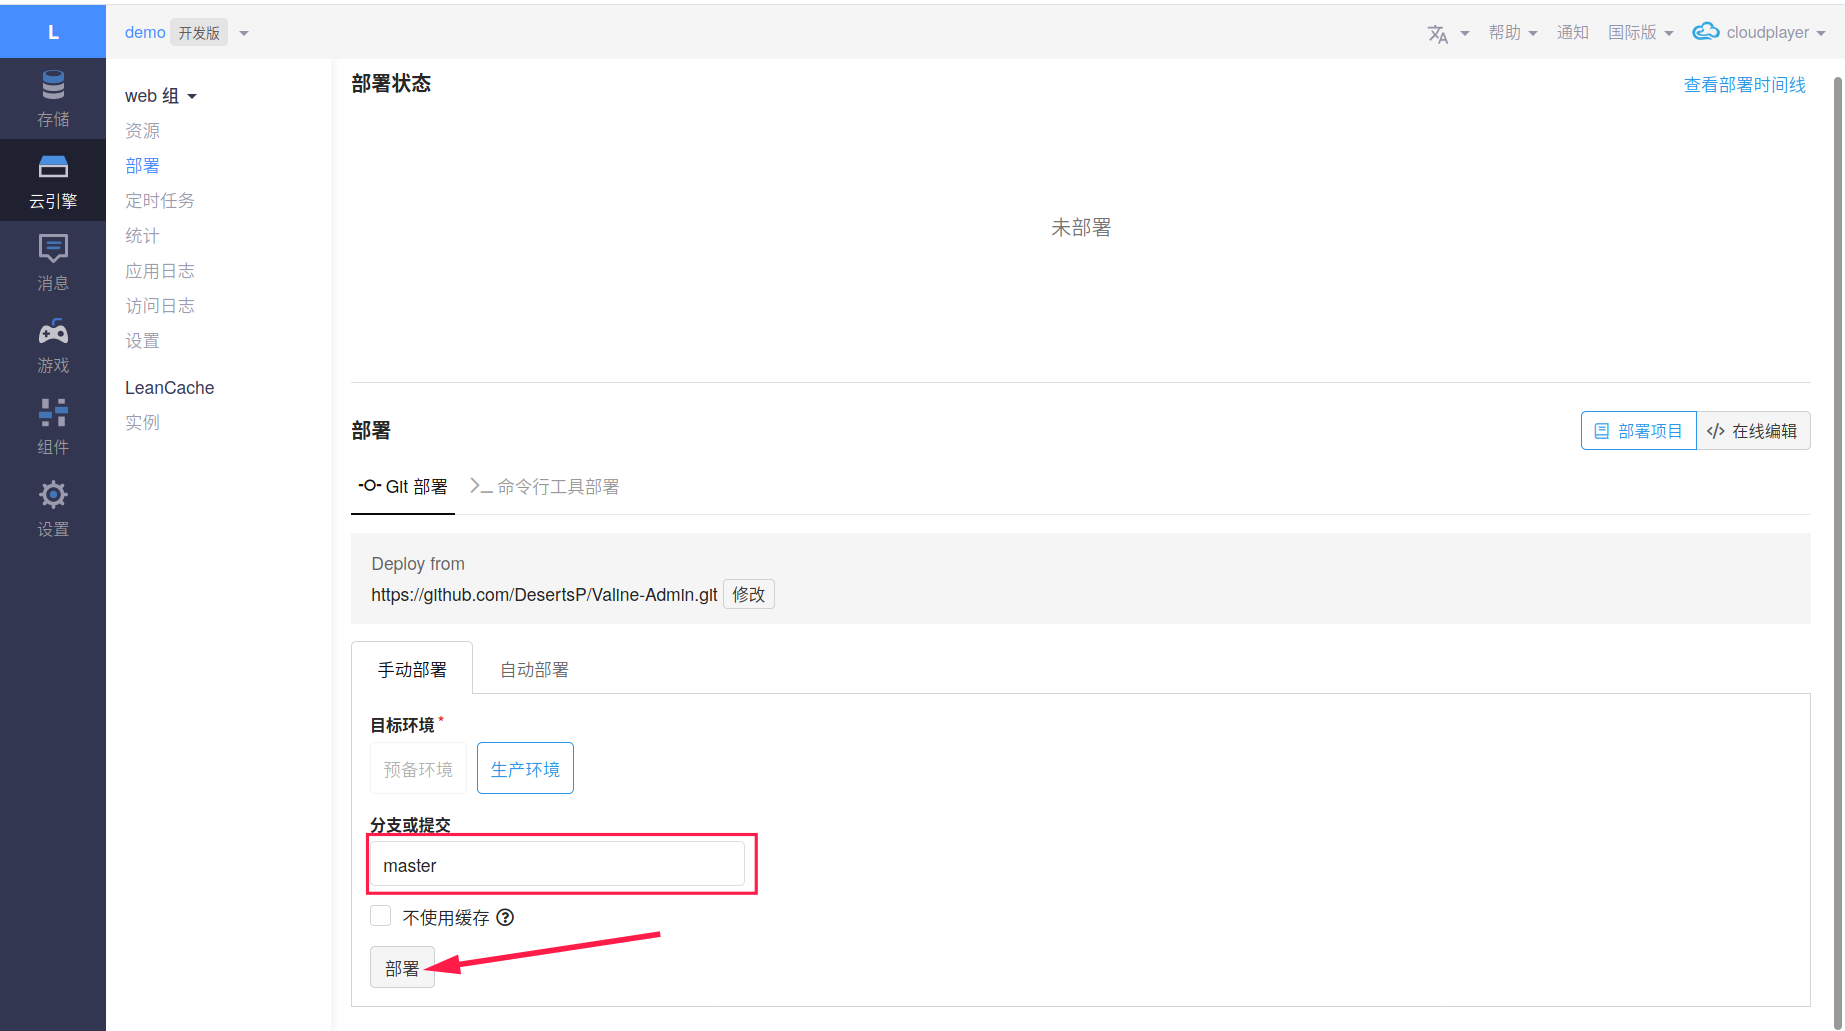 L
demo 开发版
帮助
通知
国际版
cloudplayer
存储
云引擎
消息
游戏
组件
设置
web 组
资源
部署
定时任务
统计
应用日志
访问日志
设置
LeanCache
实例
部署状态
查看部署时间线
未部署
部署
部署项目
</> 在线编辑
Git 部署
命令行工具部署
Deploy from
https://github.com/DesertsP/Valine-Admin.git 修改
手动部署
自动部署
目标环境 *
预备环境
生产环境
分支或提交
master
不使用缓存
部署